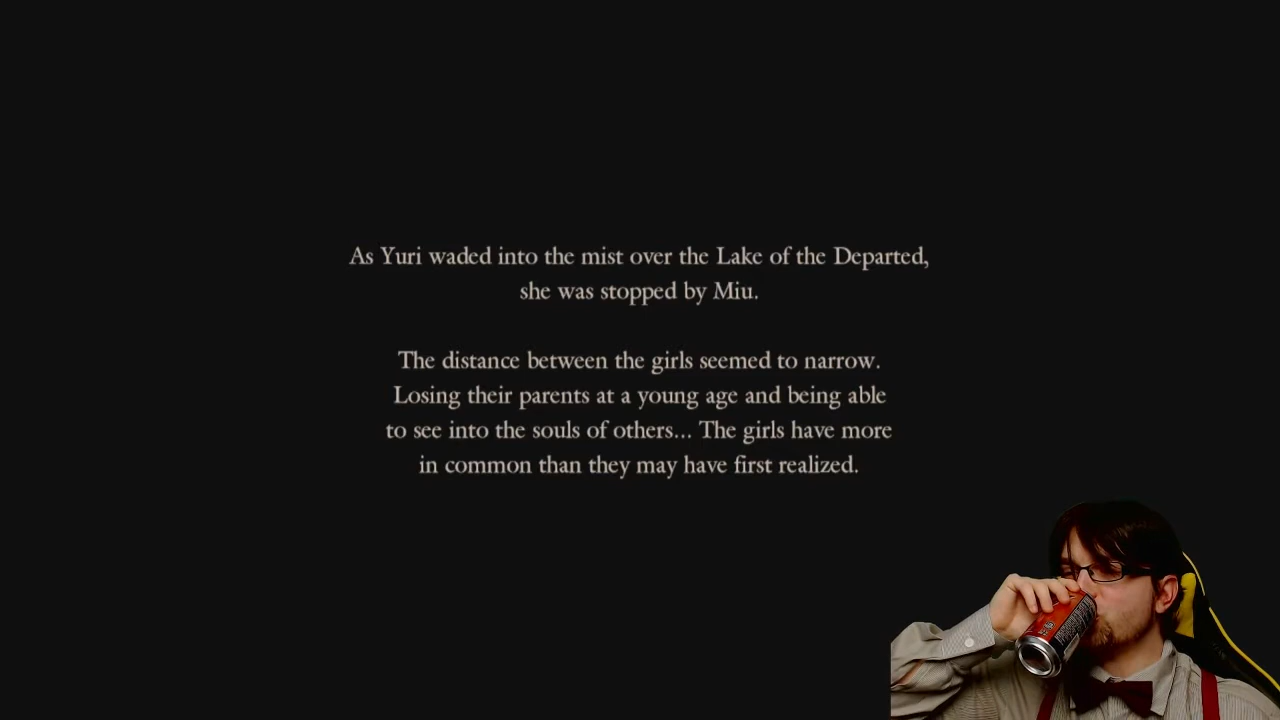 As Yuri waded into the mist over the Lake of the Departed,
she was stopped by Miu.
The distance between the girls seemed to narrow.
Losing their parents at a young age and being able
to see into the souls of others... The girls have more
in common than they may have first realized.